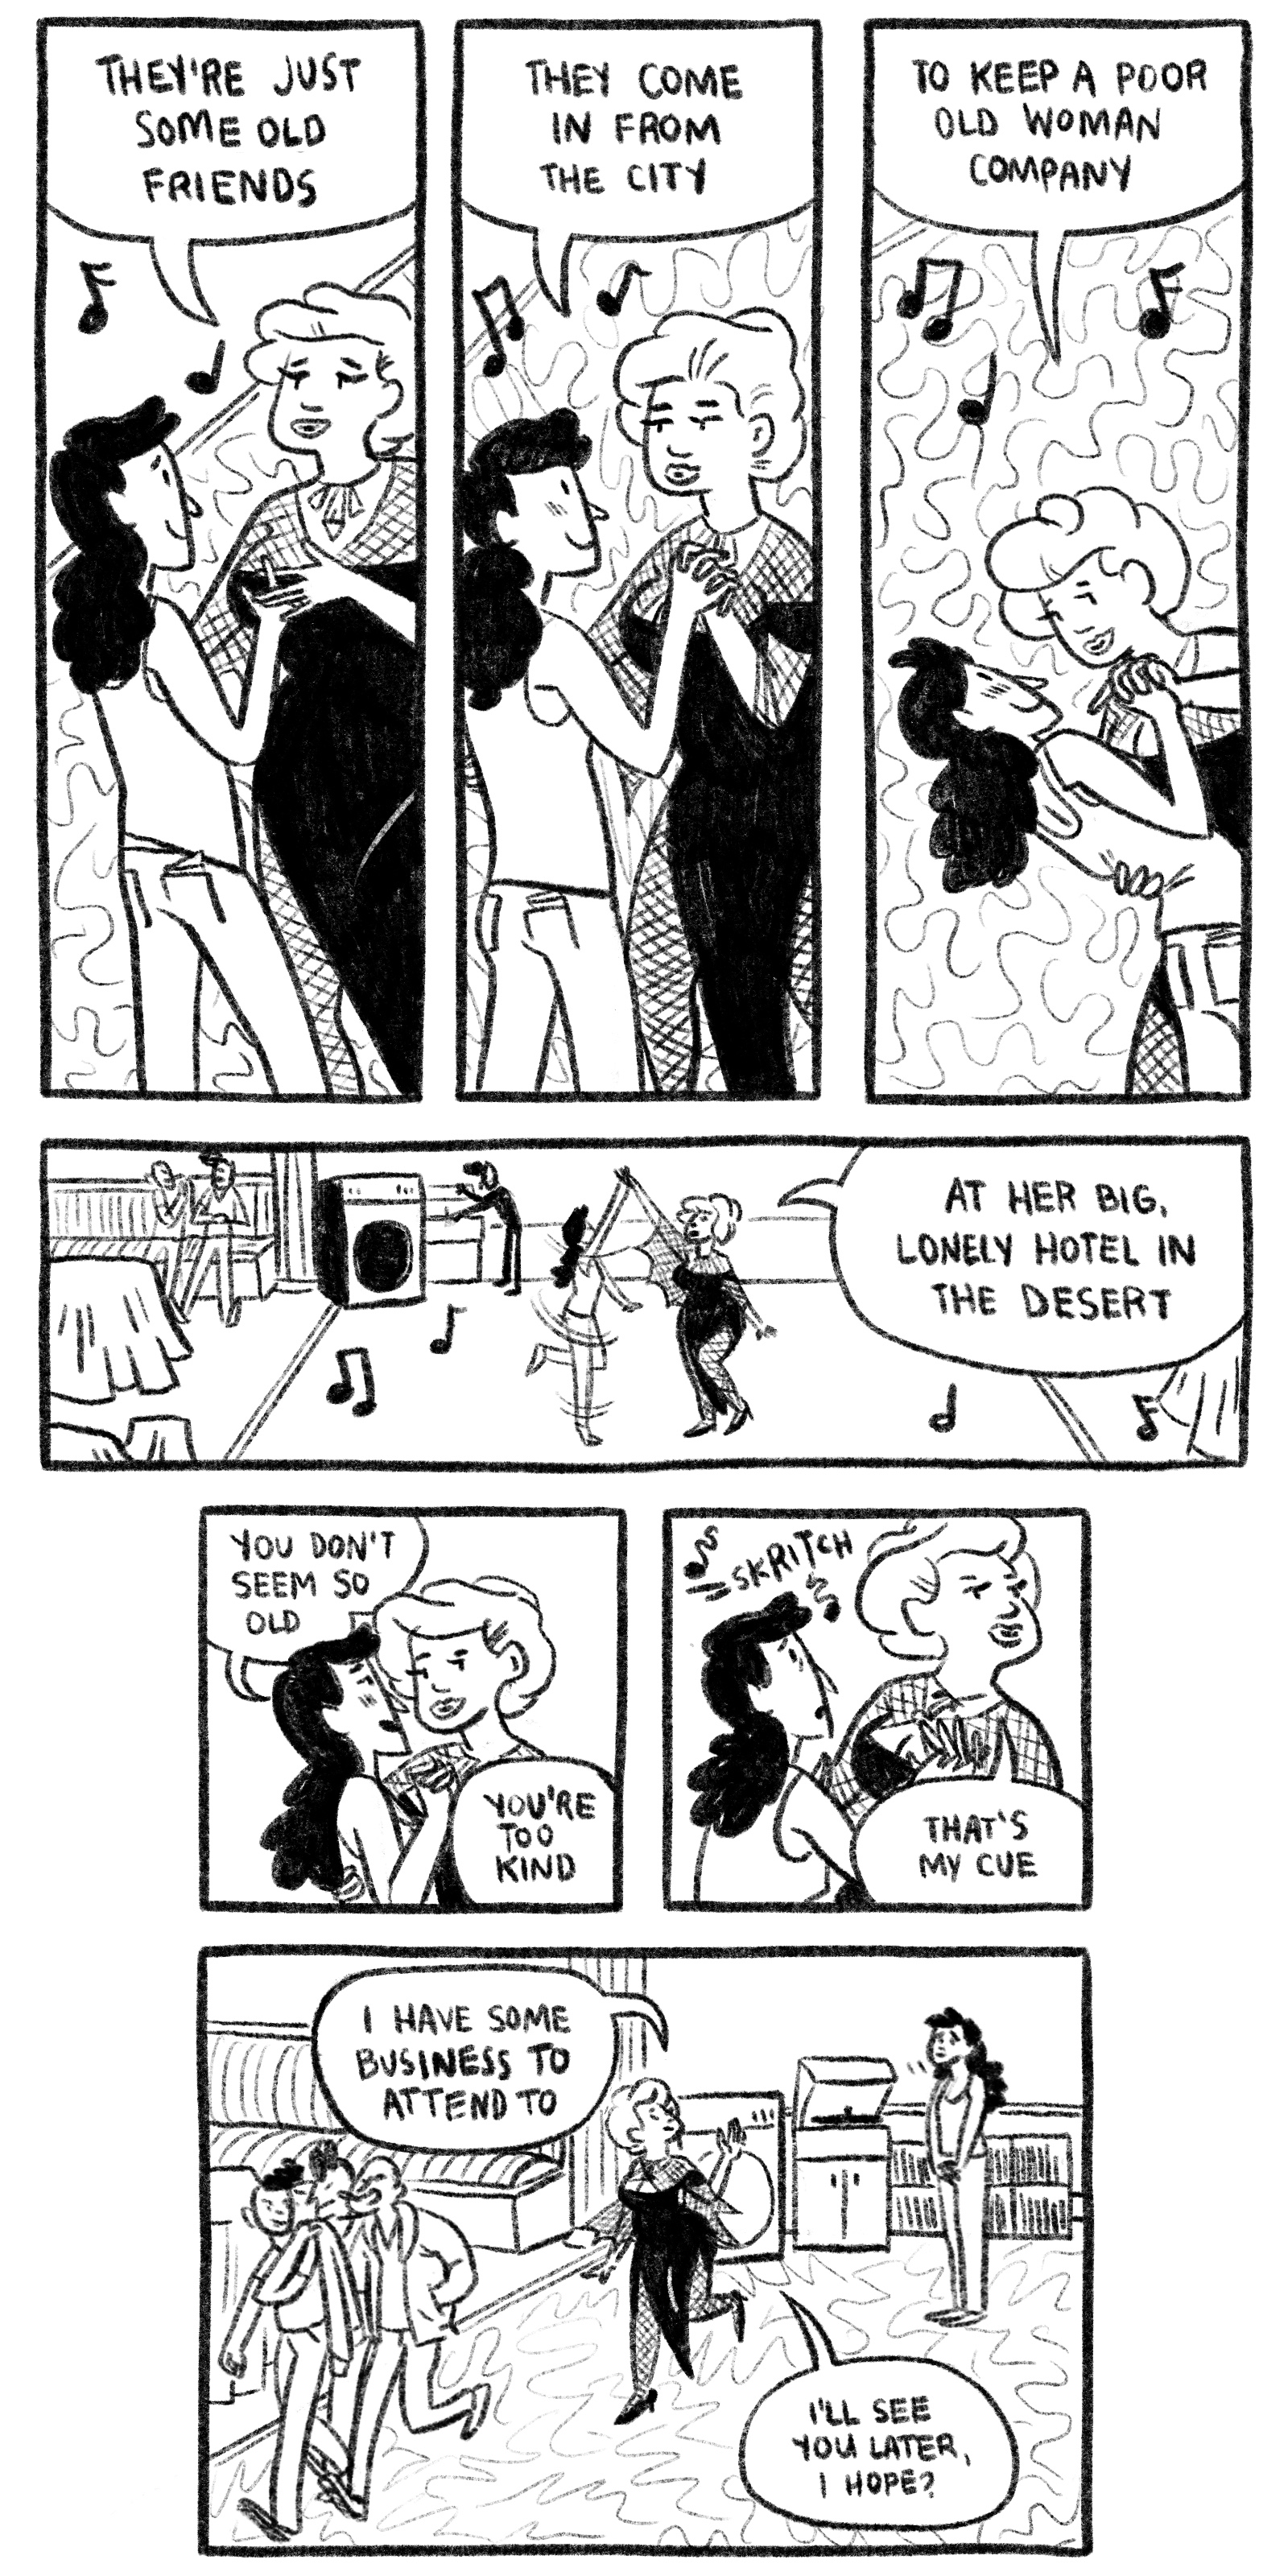 THEY'RE JUST
SOME OLD
FRIENDS
THEY COME
IN FROM
THE CITY
TO KEEP A POOR
OLD WOMAN
COMPANY
AT HER BIG,
LONELY HOTEL IN
THE DESERT
YOU DON'T
SEEM SO
OLD
YOU'RE
TOO
KIND
SKRITCH
THAT'S
MY CUE
I HAVE SOME
BUSINESS TO
ATTEND TO
I'LL SEE
YOU LATER,
I HOPE?